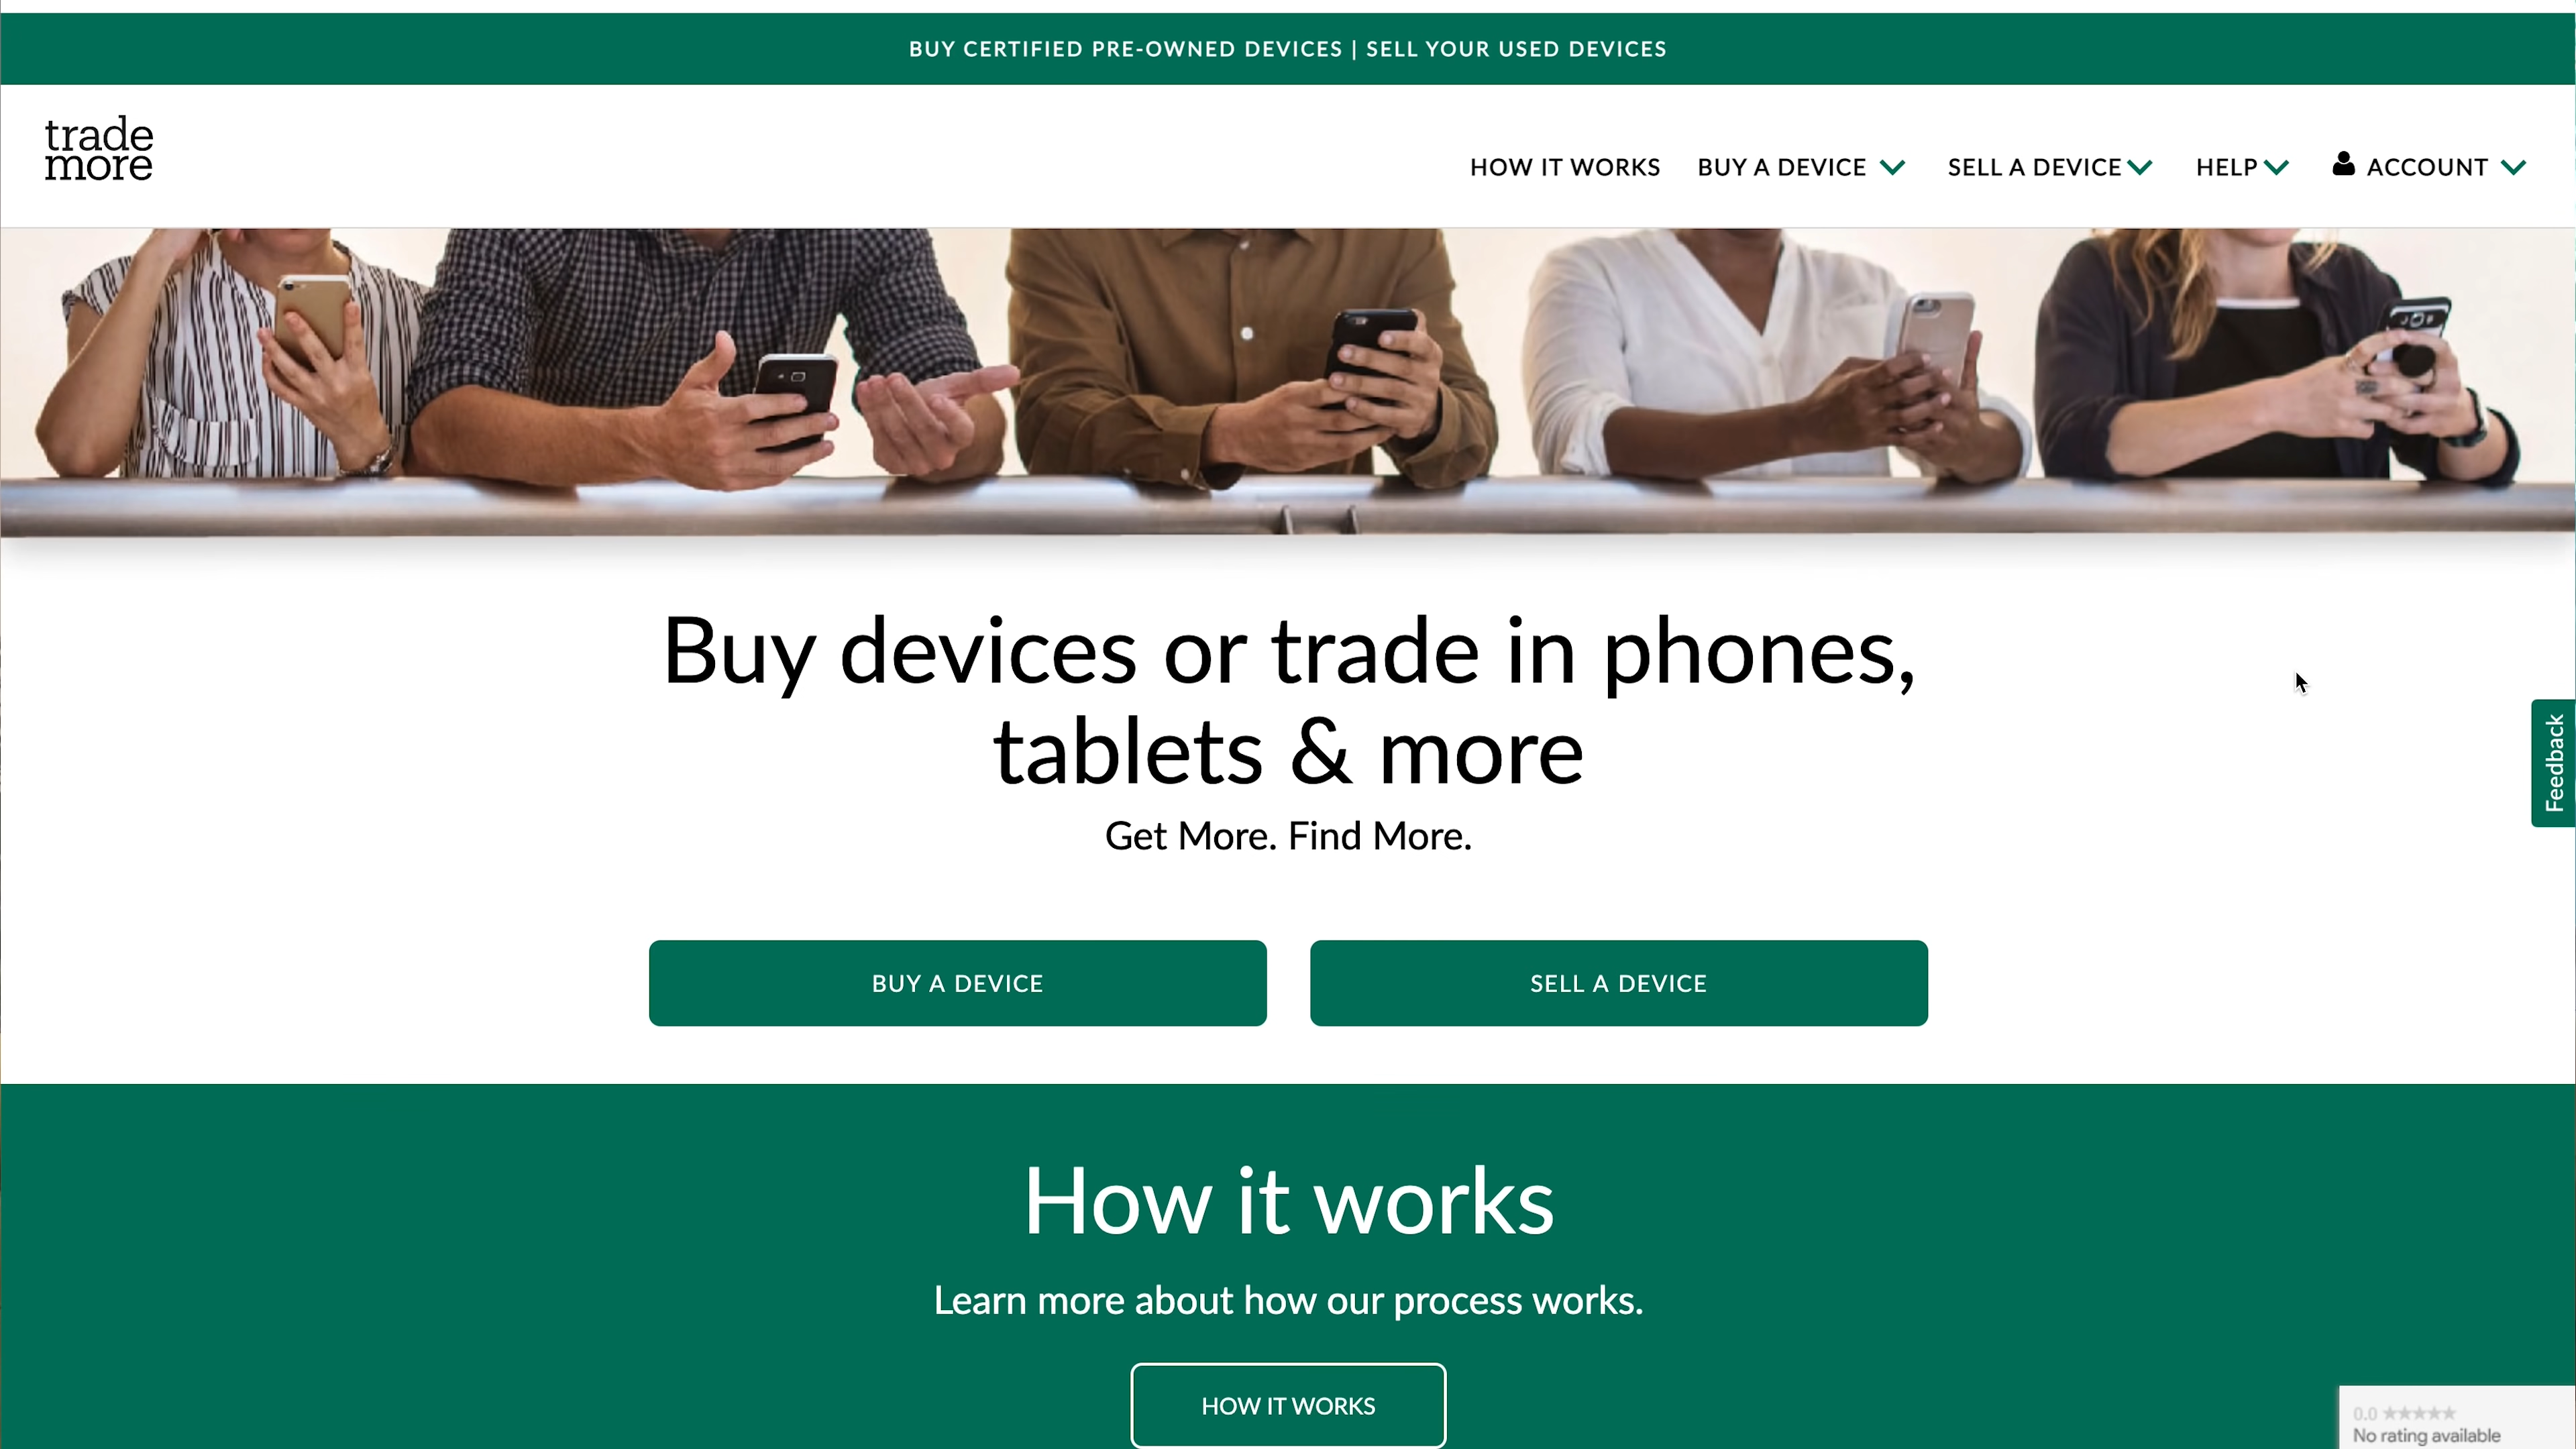 BUY CERTIFIED PRE-OWNED DEVICES | SELL YOUR USED DEVICES
trade
more
HOW IT WORKS BUY A DEVICE SELL A DEVICE HELP ACCOUNT
Buy devices or trade in phones,
tablets & more
Get More. Find More.
Feedback
BUY A DEVICE SELL A DEVICE
How it works
Learn more about how our process works.
HOW IT WORKS
0.0 ★★★★★
No rating available